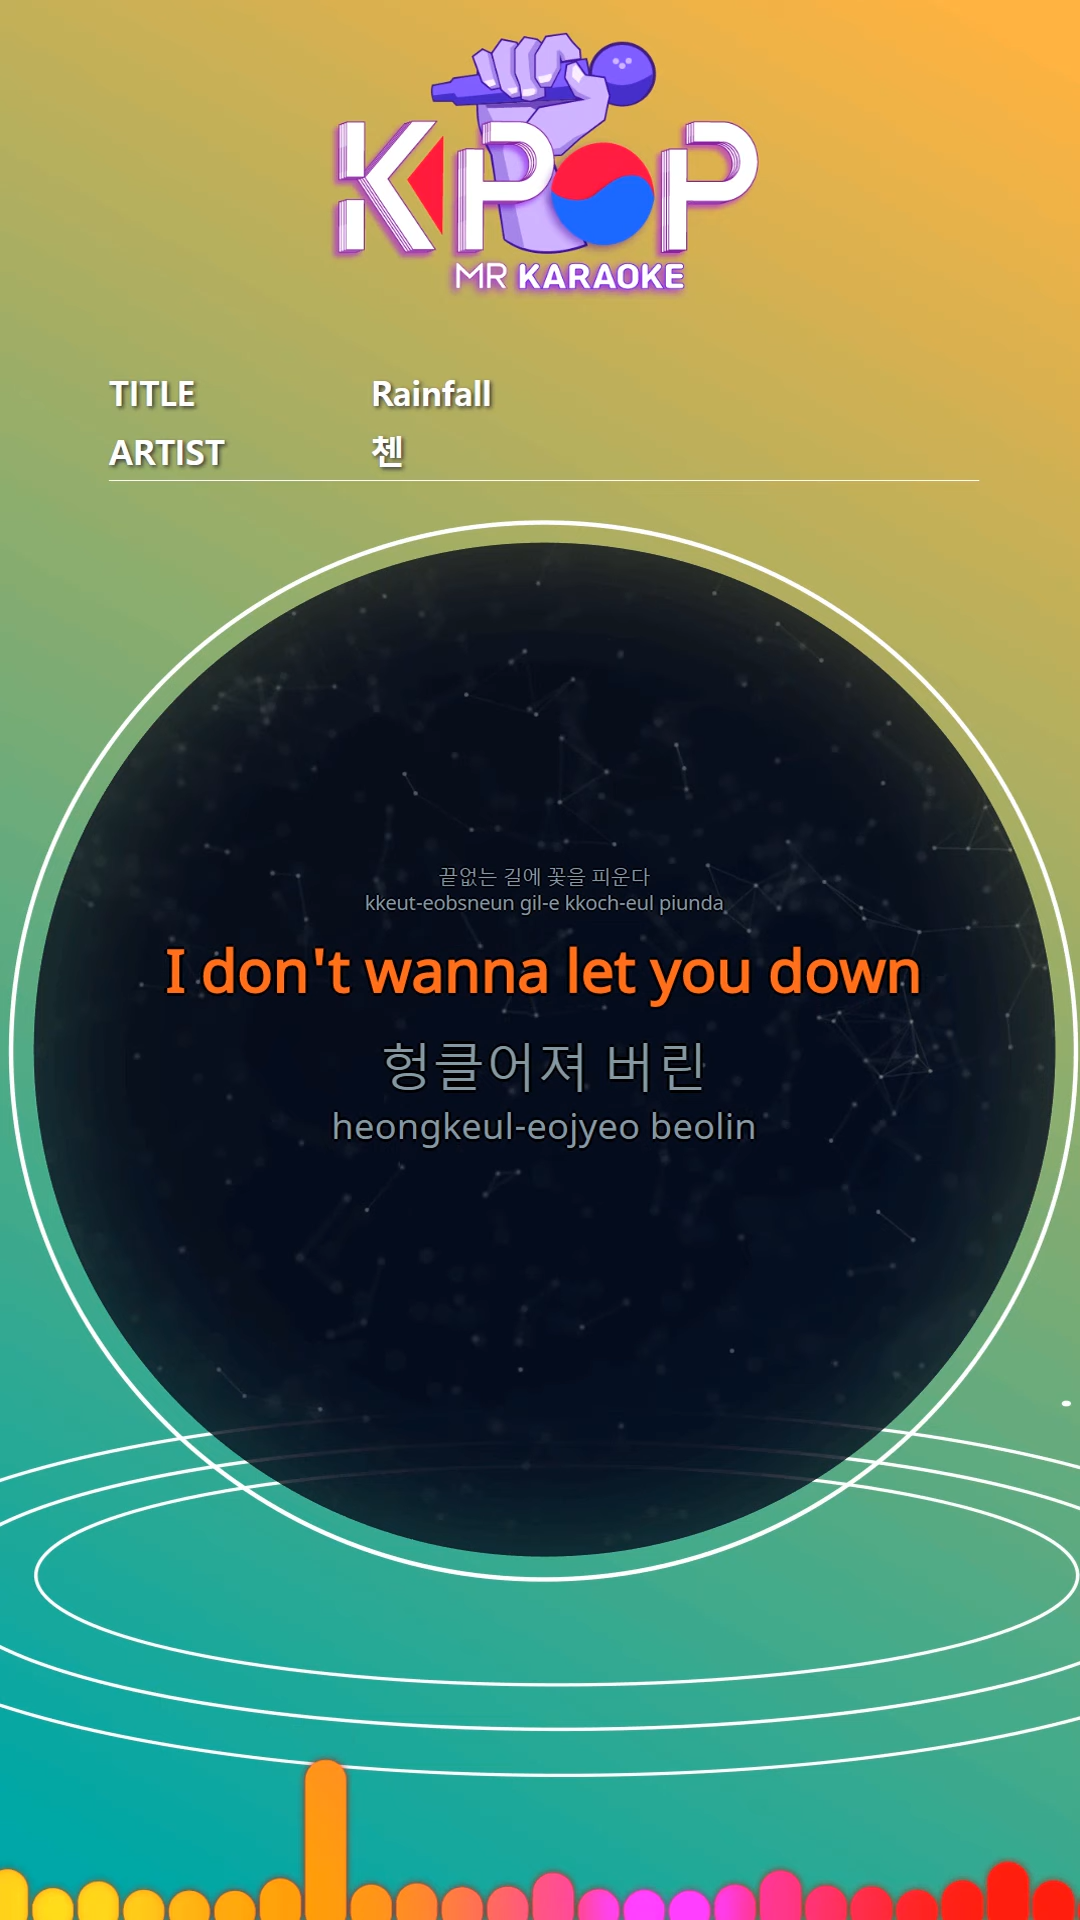 KPOP
MR KARAOKE
TITLE Rainfall
ARTIST 첸
끝없는 길에 꽃을 피운다
kkeut-eobsneun gil-e kkoch-eul piunda
I don't wanna let you down
헝클어져 버린
heongkeul-eojyeo beolin